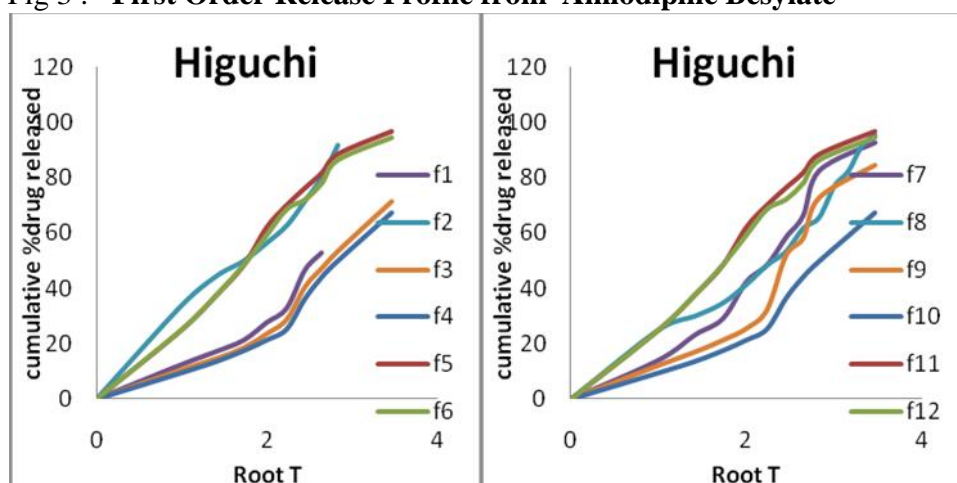 Fig 3 : First Order Release Profile from Amlodipine Besylate
Higuchi
cumulative %drug released
120
100
80
60
40
20
0
0 2 4
Root T
f1
f2
f3
f4
f5
f6
Higuchi
cumulative %drug released
120
100
80
60
40
20
0
0 2 4
Root T
f7
f8
f9
f10
f11
f12